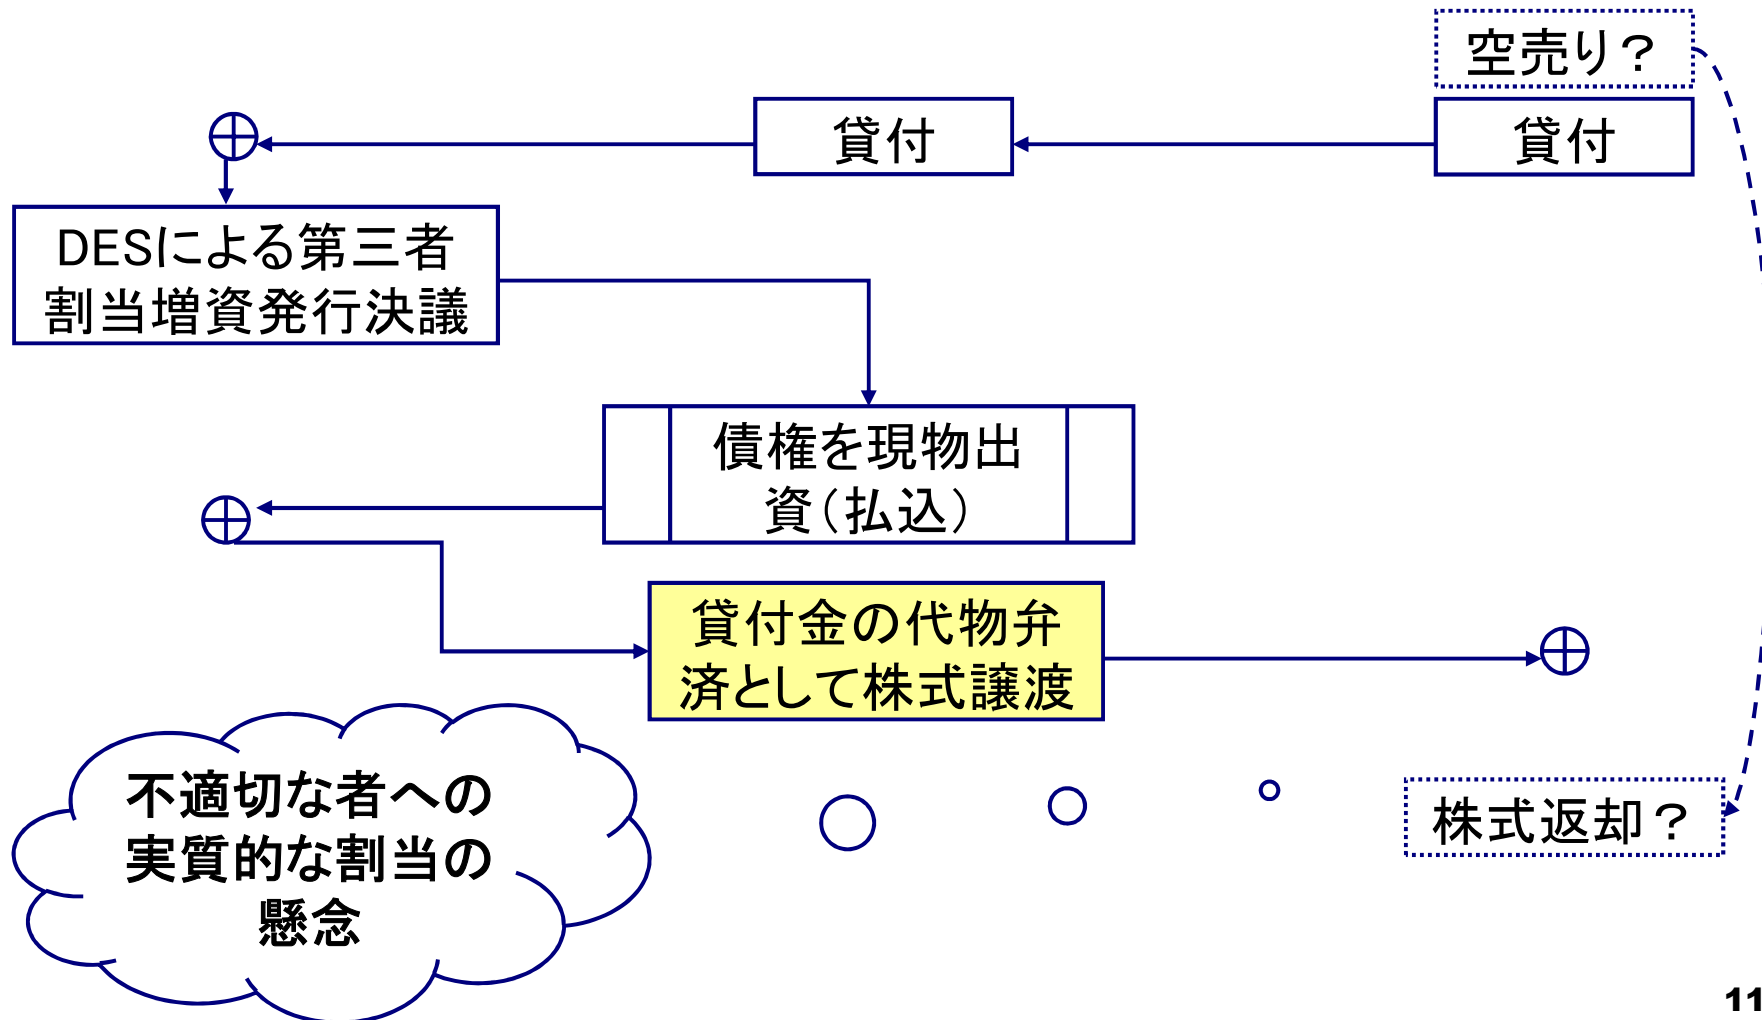 空売り？
貸付
貸付
DESによる第三者
割当増資発行決議
債権を現物出
資（払込）
貸付金の代物弁
済として株式譲渡
不適切な者への
実質的な割当の
懸念
株式返却？
11